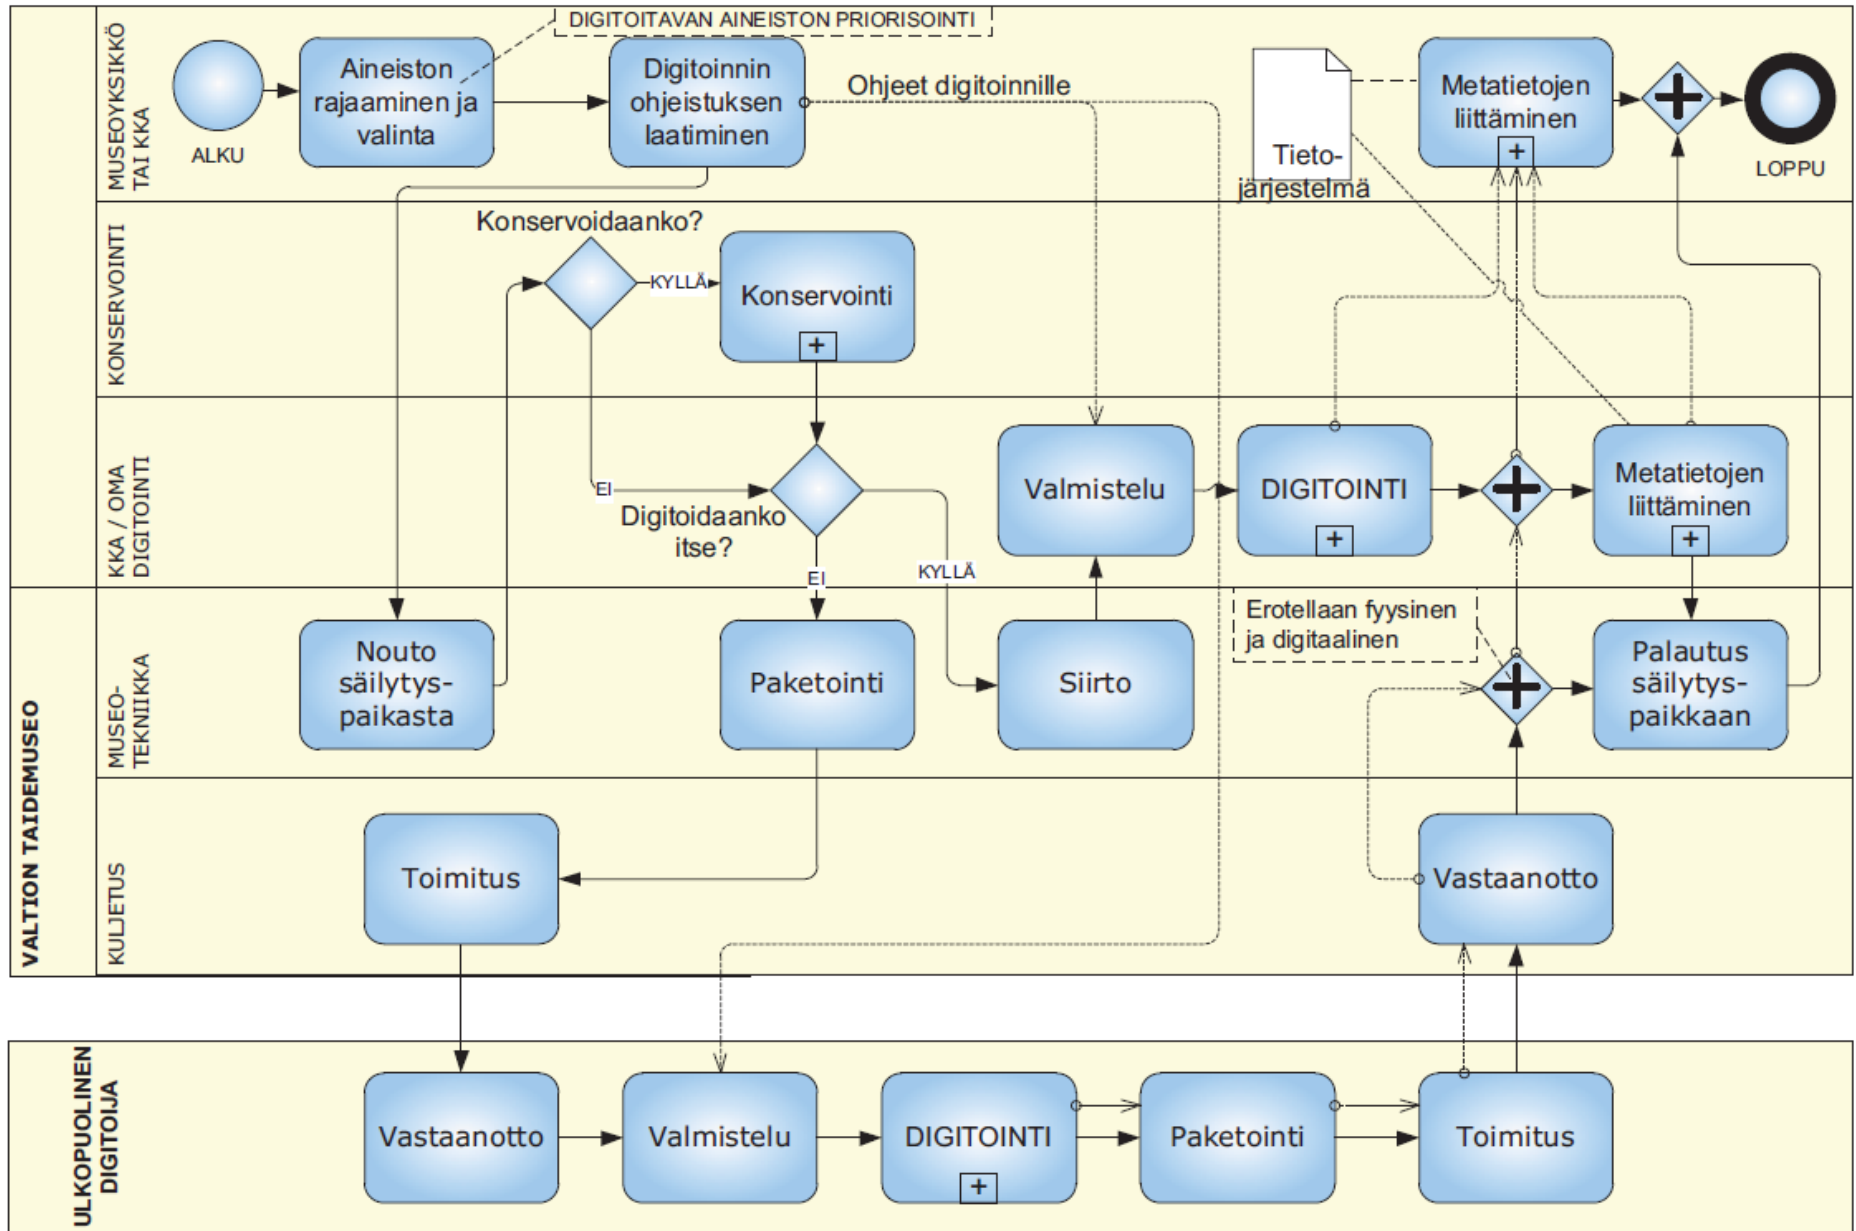 DIGITOITAVAN AINEISTON PRIORISOINTI
VALTION TAIDEMUSEO
MUSEOYKSIKKÖ
TAI KKA
ALKU
Aineiston
rajaaminen ja
valinta
Digitoinnin
ohjeistuksen
laatiminen
Ohjeet digitoinnille
Tieto-
järjestelmä
Metatietojen
liittäminen
+
LOPPU
KONSERVOINTI
Konservoidaanko?
KYLLÄ
Konservointi
+
EI
KKA / OMA
DIGITOINTI
Digitoidaanko
itse?
EI
KYLLÄ
Valmistelu
DIGITOINTI
+
Metatietojen
liittäminen
+
MUSEO-
TEKNIIKKA
Nouto
säilytys-
paikasta
Paketointi
Siirto
Erotellaan fyysinen
ja digitaalinen
Palautus
säilytys-
paikkaan
KULJETUS
Toimitus
Vastaanotto
ULKOPUOLINEN
DIGITOIJA
Vastaanotto
Valmistelu
DIGITOINTI
+
Paketointi
Toimitus